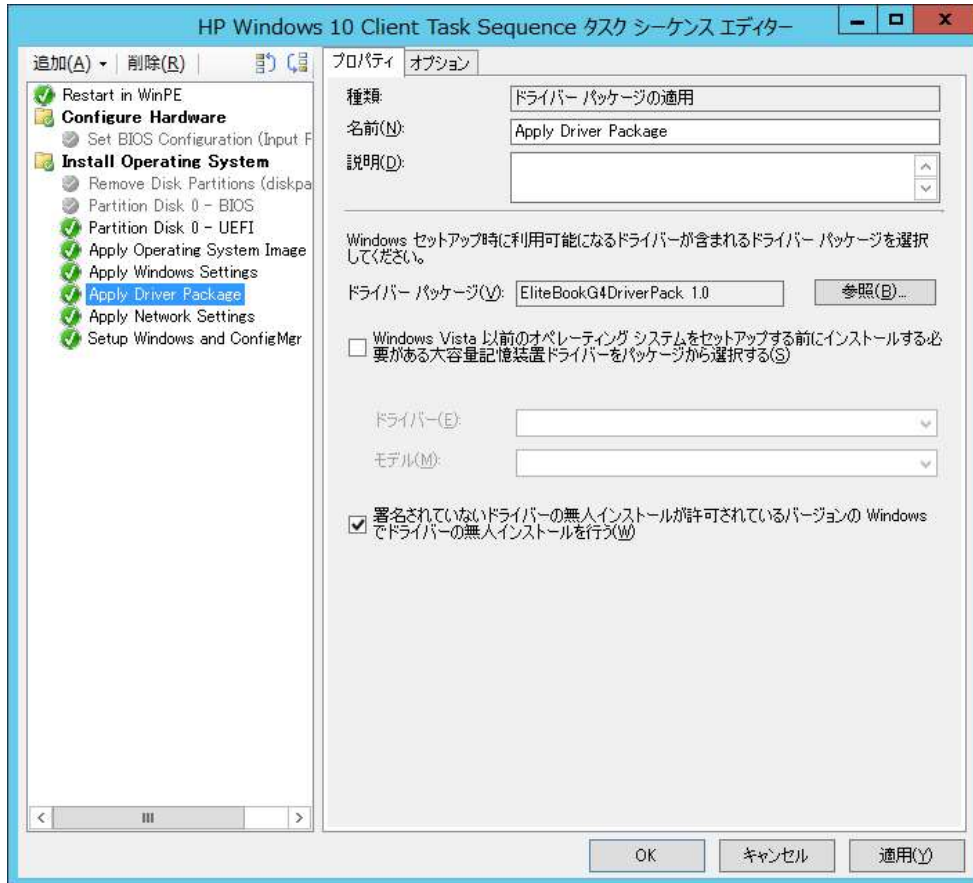 HP Windows 10 Client Task Sequence タスク シーケンス エディター
追加(A) 削除(R)
Restart in WinPE
Configure Hardware
Set BIOS Configuration (Input F
Install Operating System
Remove Disk Partitions (diskpa
Partition Disk 0 - BIOS
Partition Disk 0 - UEFI
Apply Operating System Image
Apply Windows Settings
Apply Driver Package
Apply Network Settings
Setup Windows and ConfigMgr
プロパティ オプション
種類:
ドライバー パッケージの適用
名前(N):
Apply Driver Package
説明(D):
Windows セットアップ時に利用可能になるドライバーが含まれるドライバー パッケージを選択
してください。
ドライバー パッケージ(V): EliteBookG4DriverPack 1.0 参照(B)...
Windows Vista 以前のオペレーティング システムをセットアップする前にインストールする必
要がある大容量記憶装置ドライバーをパッケージから選択する(S)
ドライバー(E):
モデル(M):
署名されていないドライバーの無人インストールが許可されているバージョンの Windows
でドライバーの無人インストールを行う(W)
OK キャンセル 適用(Y)